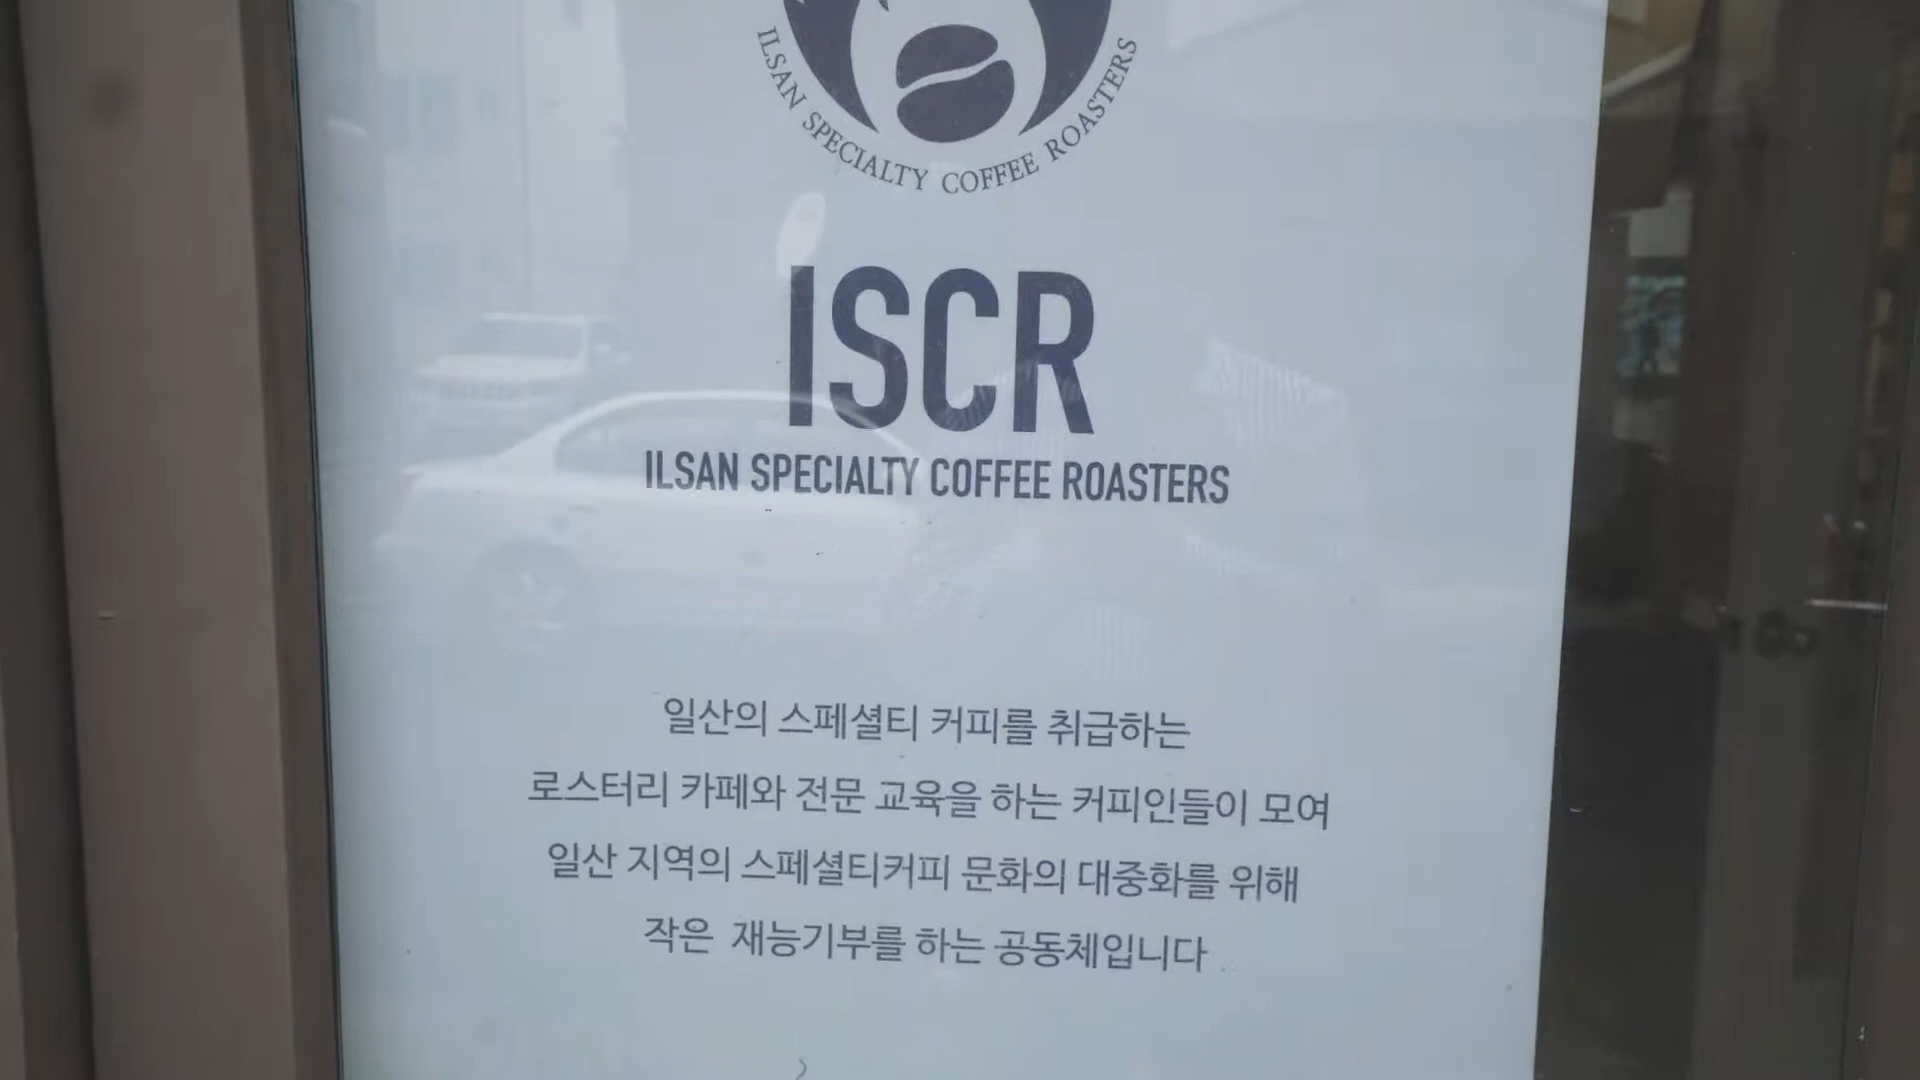 ILSAN SPECIALTY COFFEE ROASTERS
ISCR
ILSAN SPECIALTY COFFEE ROASTERS
일산의 스페셜티 커피를 취급하는
로스터리 카페와 전문 교육을 하는 커피인들이 모여
일산 지역의 스페셜티커피 문화의 대중화를 위해
작은 재능기부를 하는 공동체입니다